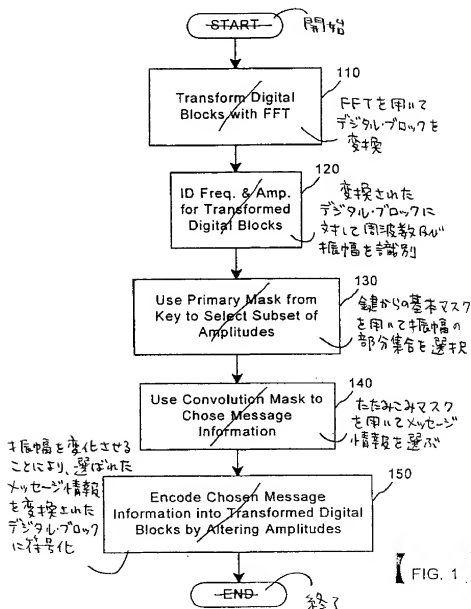 START
開始
110
Transform Digital
Blocks with FFT
FFTを用いて
デジタル・ブロックを
変換
120
ID Freq. & Amp.
for Transformed
Digital Blocks
変換された
デジタル・ブロックに
対して周波数及び
振幅を識別
130
Use Primary Mask from
Key to Select Subset of
Amplitudes
鍵からの基本マスク
を用いて振幅の
部分集合を選択
140
Use Convolution Mask to
Chose Message
Information
たたみこみマスク
を用いてメッセージ
情報を選ぶ
150
Encode Chosen Message
Information into Transformed Digital
Blocks by Altering Amplitudes
振幅を変化させる
ことにより、選ばれた
メッセージ情報
を変換された
デジタル・ブロック
に符号化
END
終了
FIG. 1